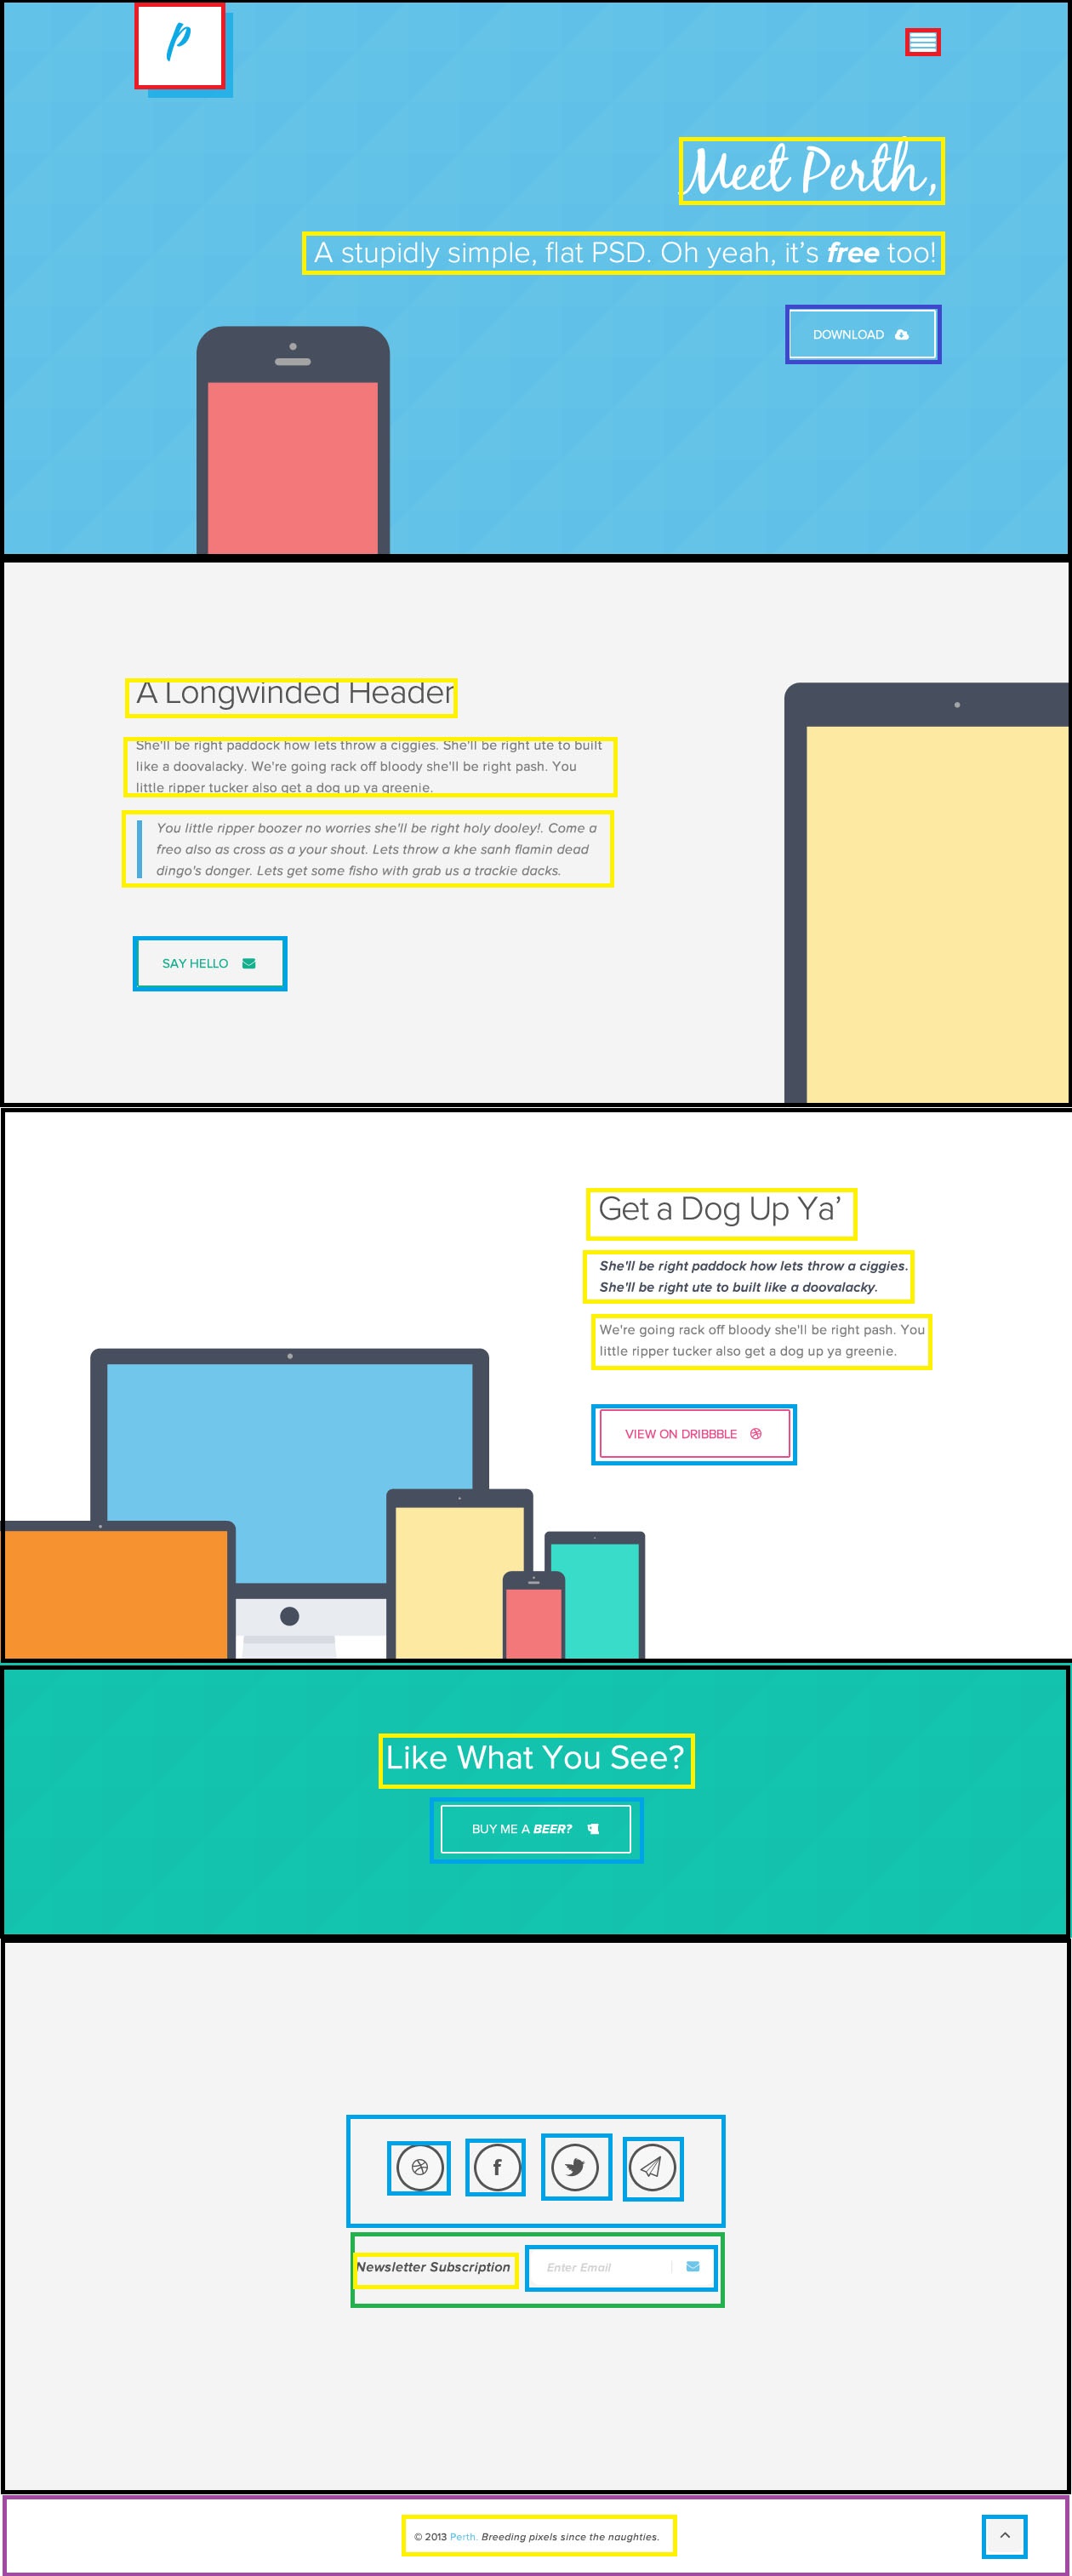 p
Meet Perth,
A stupidly simple, flat PSD. Oh yeah, it's free too!
DOWNLOAD
A Longwinded Header
She'll be right paddock how lets throw a ciggies. She'll be right ute to built
like a doovalacky. We're going rack off bloody she'll be right pash. You
little ripper tucker also get a dog up ya greenie.
You little ripper boozer no worries she'll be right holy dooley!. Come a
freo also as cross as a your shout. Lets throw a khe sanh flamin dead
dingo's donger. Lets get some fisho with grab us a trackie dacks.
SAY HELLO
Get a Dog Up Ya’
She'll be right paddock how lets throw a ciggies.
She'll be right ute to built like a doovalacky.
We're going rack off bloody she'll be right pash. You
little ripper tucker also get a dog up ya greenie.
VIEW ON DRIBBBLE
Like What You See?
BUY ME A BEER?
f
Newsletter Subscription
Enter Email
© 2013 Perth. Breeding pixels since the naughties.